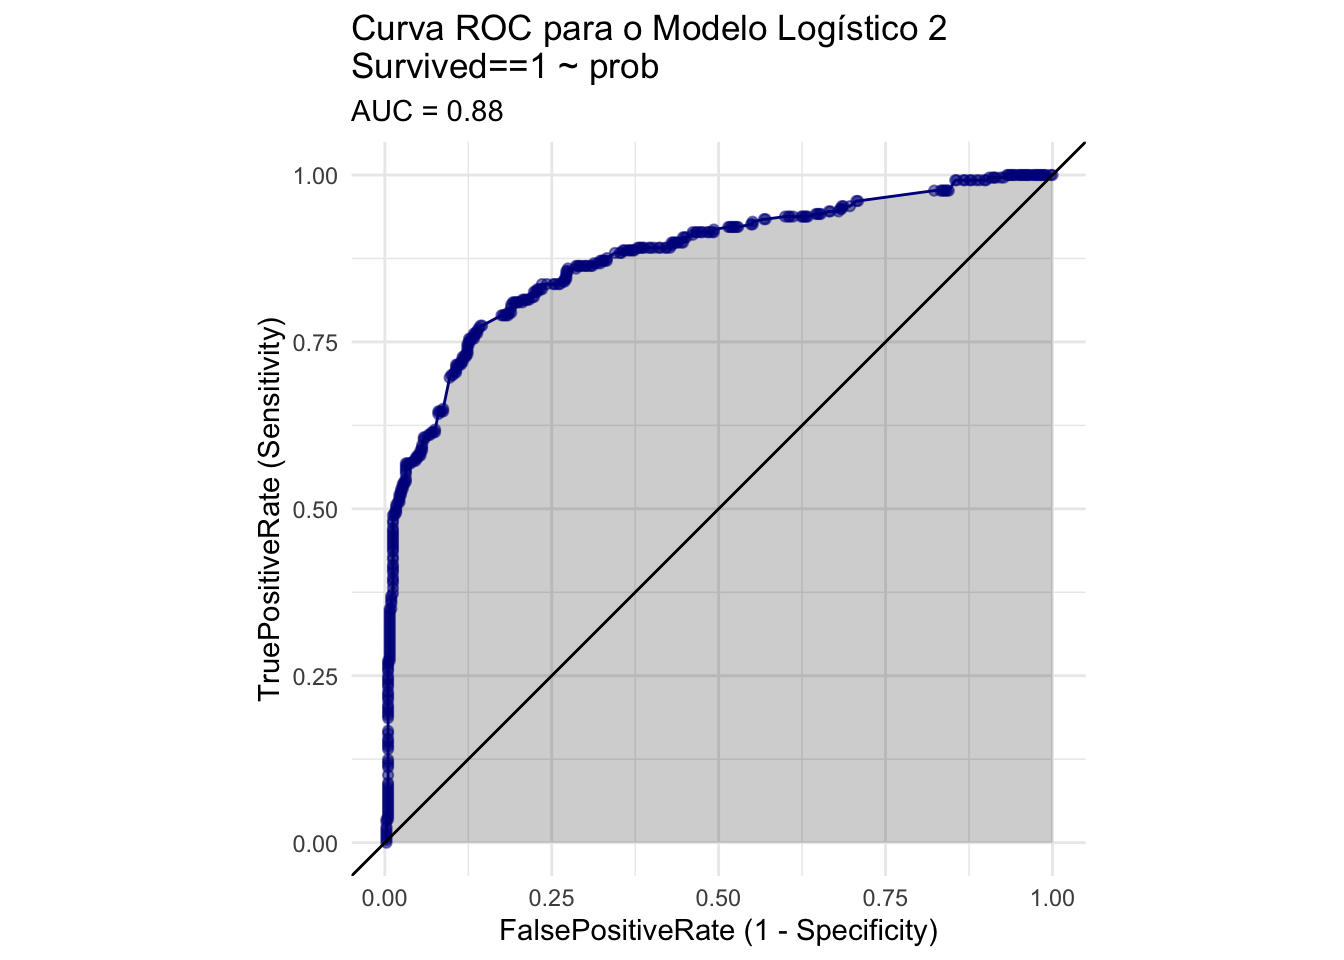 Curva ROC para o Modelo Logístico 2
Survived==1 ~ prob
AUC = 0.88
TruePositiveRate (Sensitivity)
1.00
0.75
0.50
0.25
0.00
0.00 0.25 0.50 0.75 1.00
FalsePositiveRate (1 - Specificity)